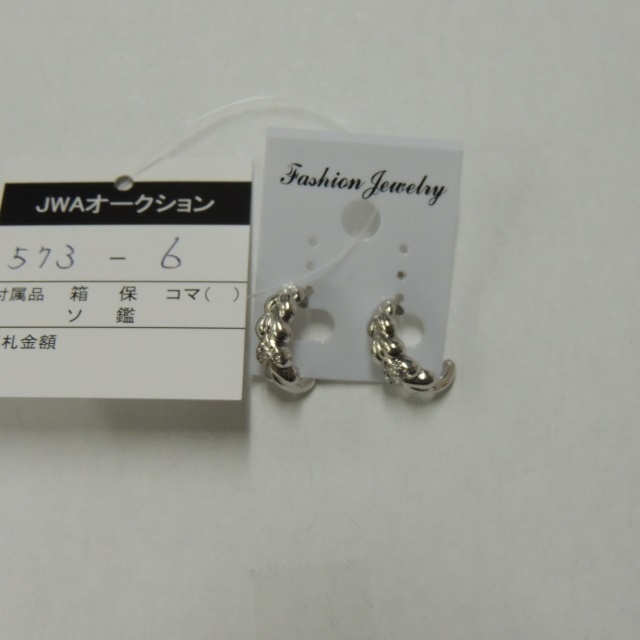 JWAオークション
573 - 6
付属品 箱 保 コマ( )
ソ 鑑
札金額
Fashion Jewelry